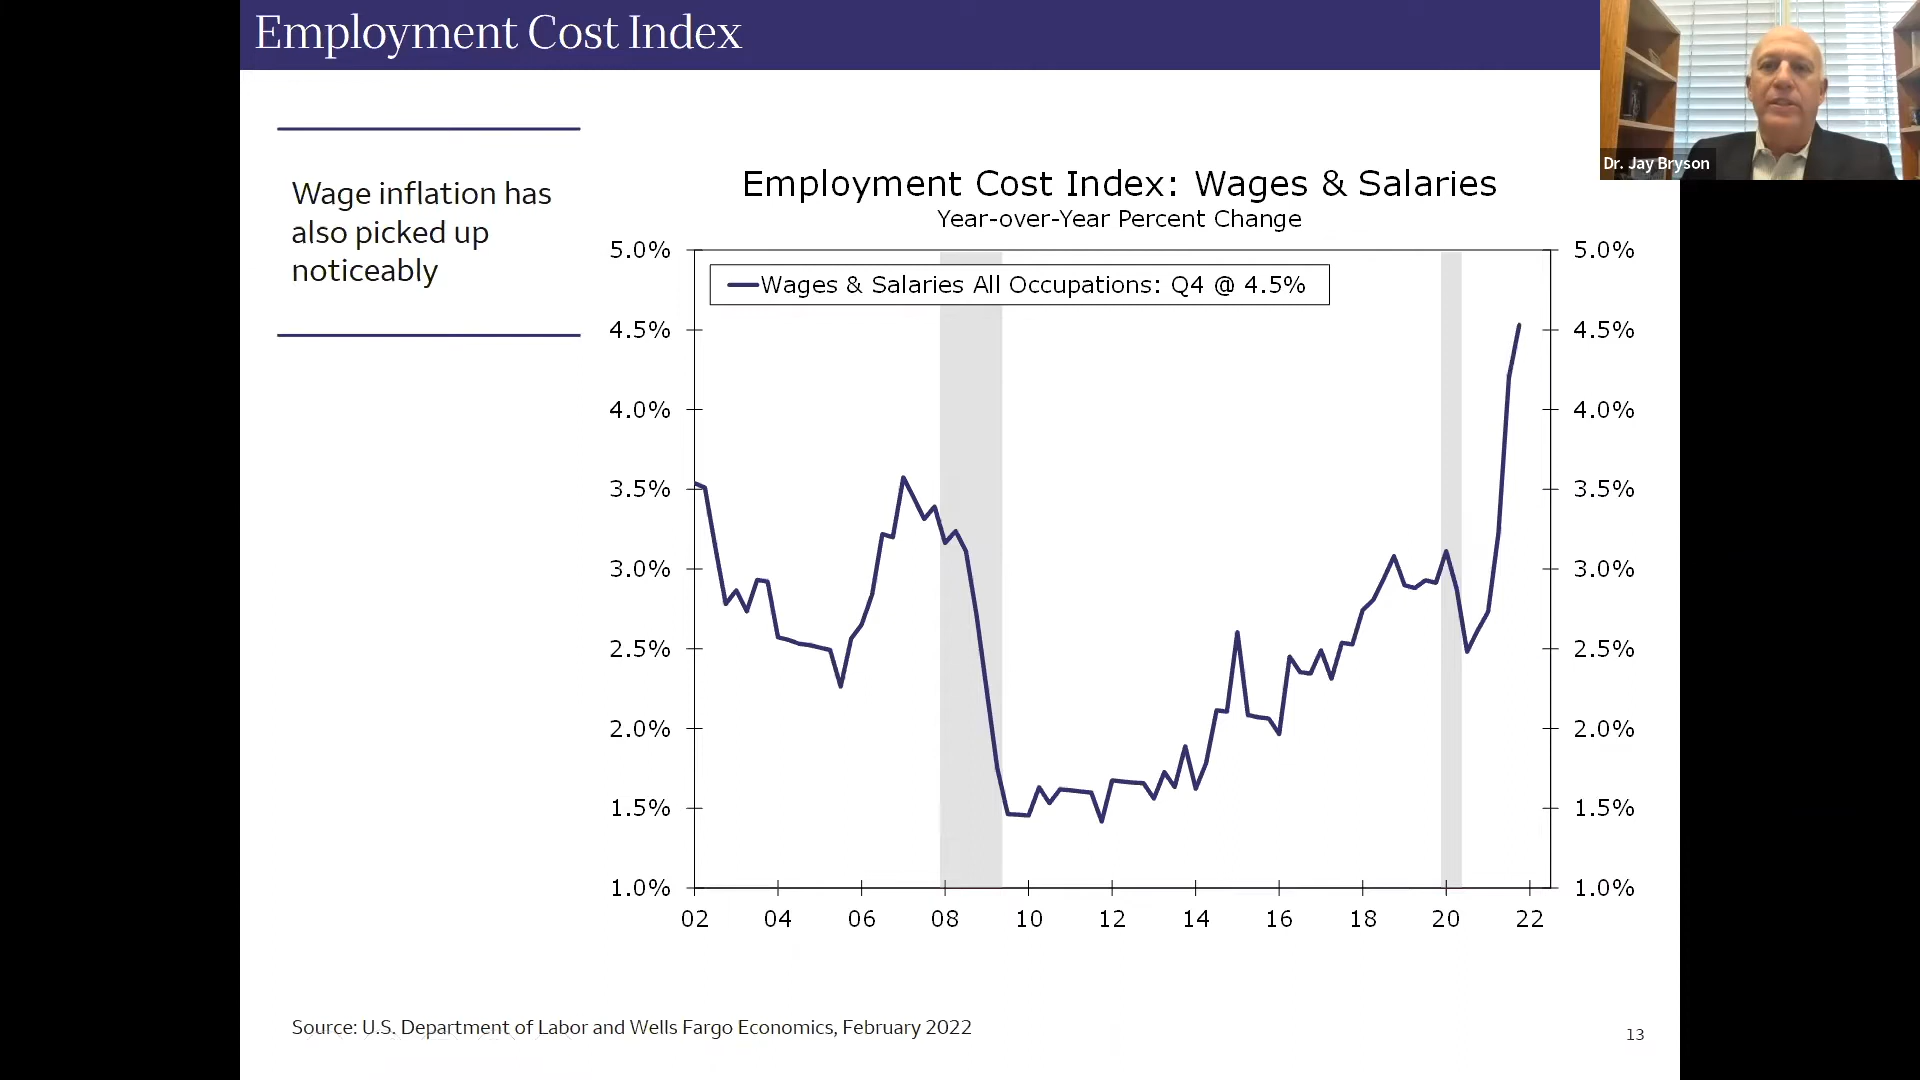 Employment Cost Index
Dr. Jay Bryson
Wage inflation has
also picked up
noticeably
Employment Cost Index: Wages & Salaries
Year-over-Year Percent Change
5.0% 5.0%
Wages & Salaries All Occupations: Q4 @ 4.5%
4.5% 4.5%
4.0% 4.0%
3.5% 3.5%
3.0% 3.0%
2.5% 2.5%
2.0% 2.0%
1.5% 1.5%
1.0% 1.0%
02 04 06 08 10 12 14 16 18 20 22
Source: U.S. Department of Labor and Wells Fargo Economics, February 2022
13